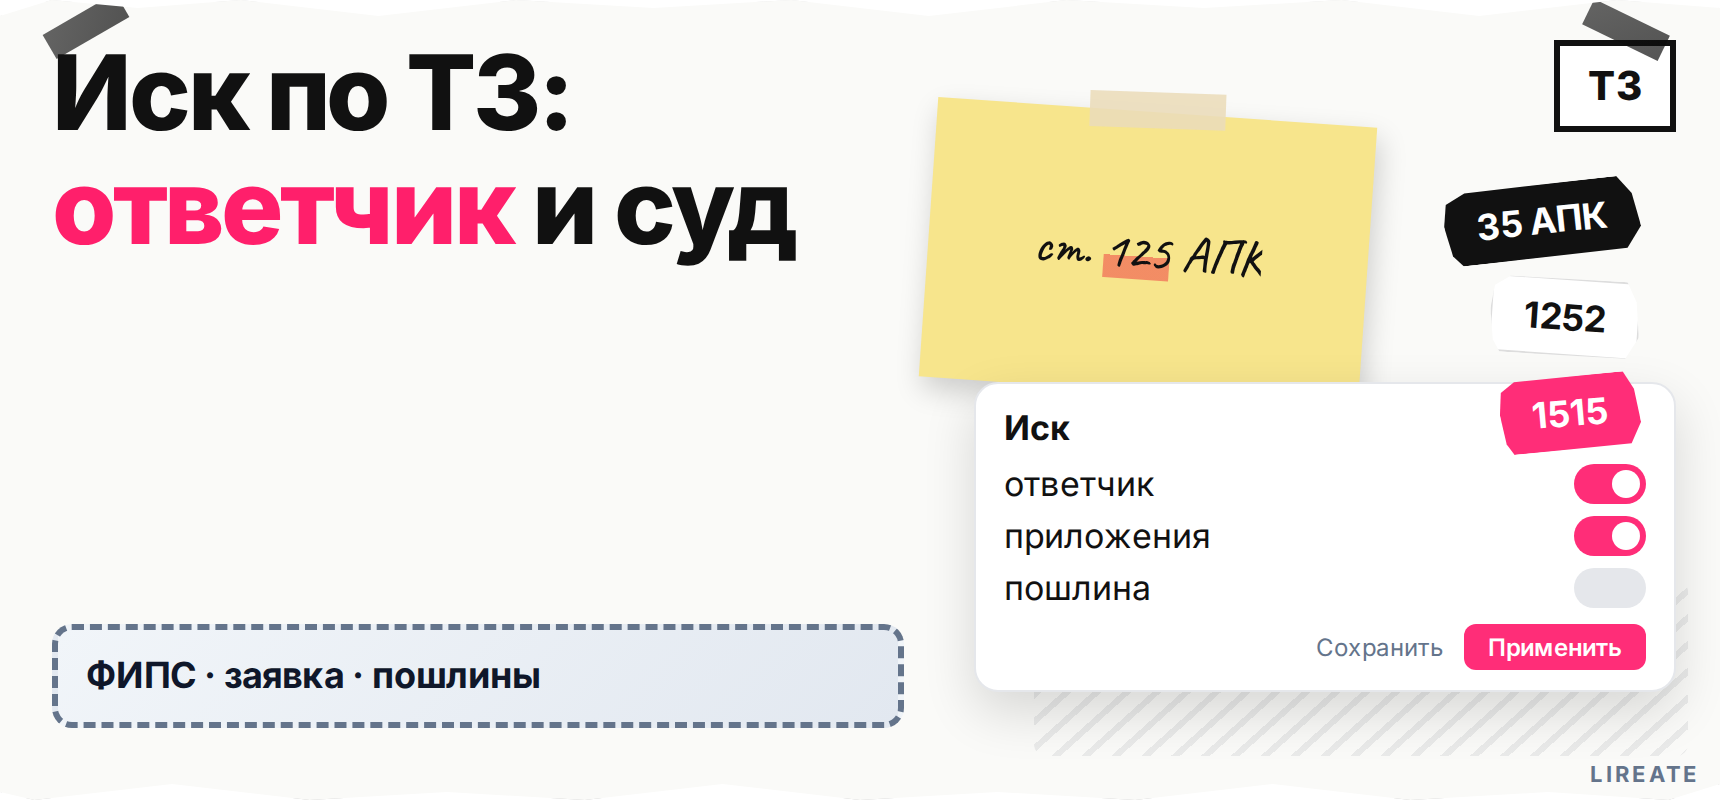 Иск по ТЗ:
ответчик и суд
ТЗ
ст. 125 АПК
35 АПК
1252
1515
Иск
ответчик
приложения
пошлина
Сохранить
Применить
ФИПС · заявка · пошлины
LIREATE